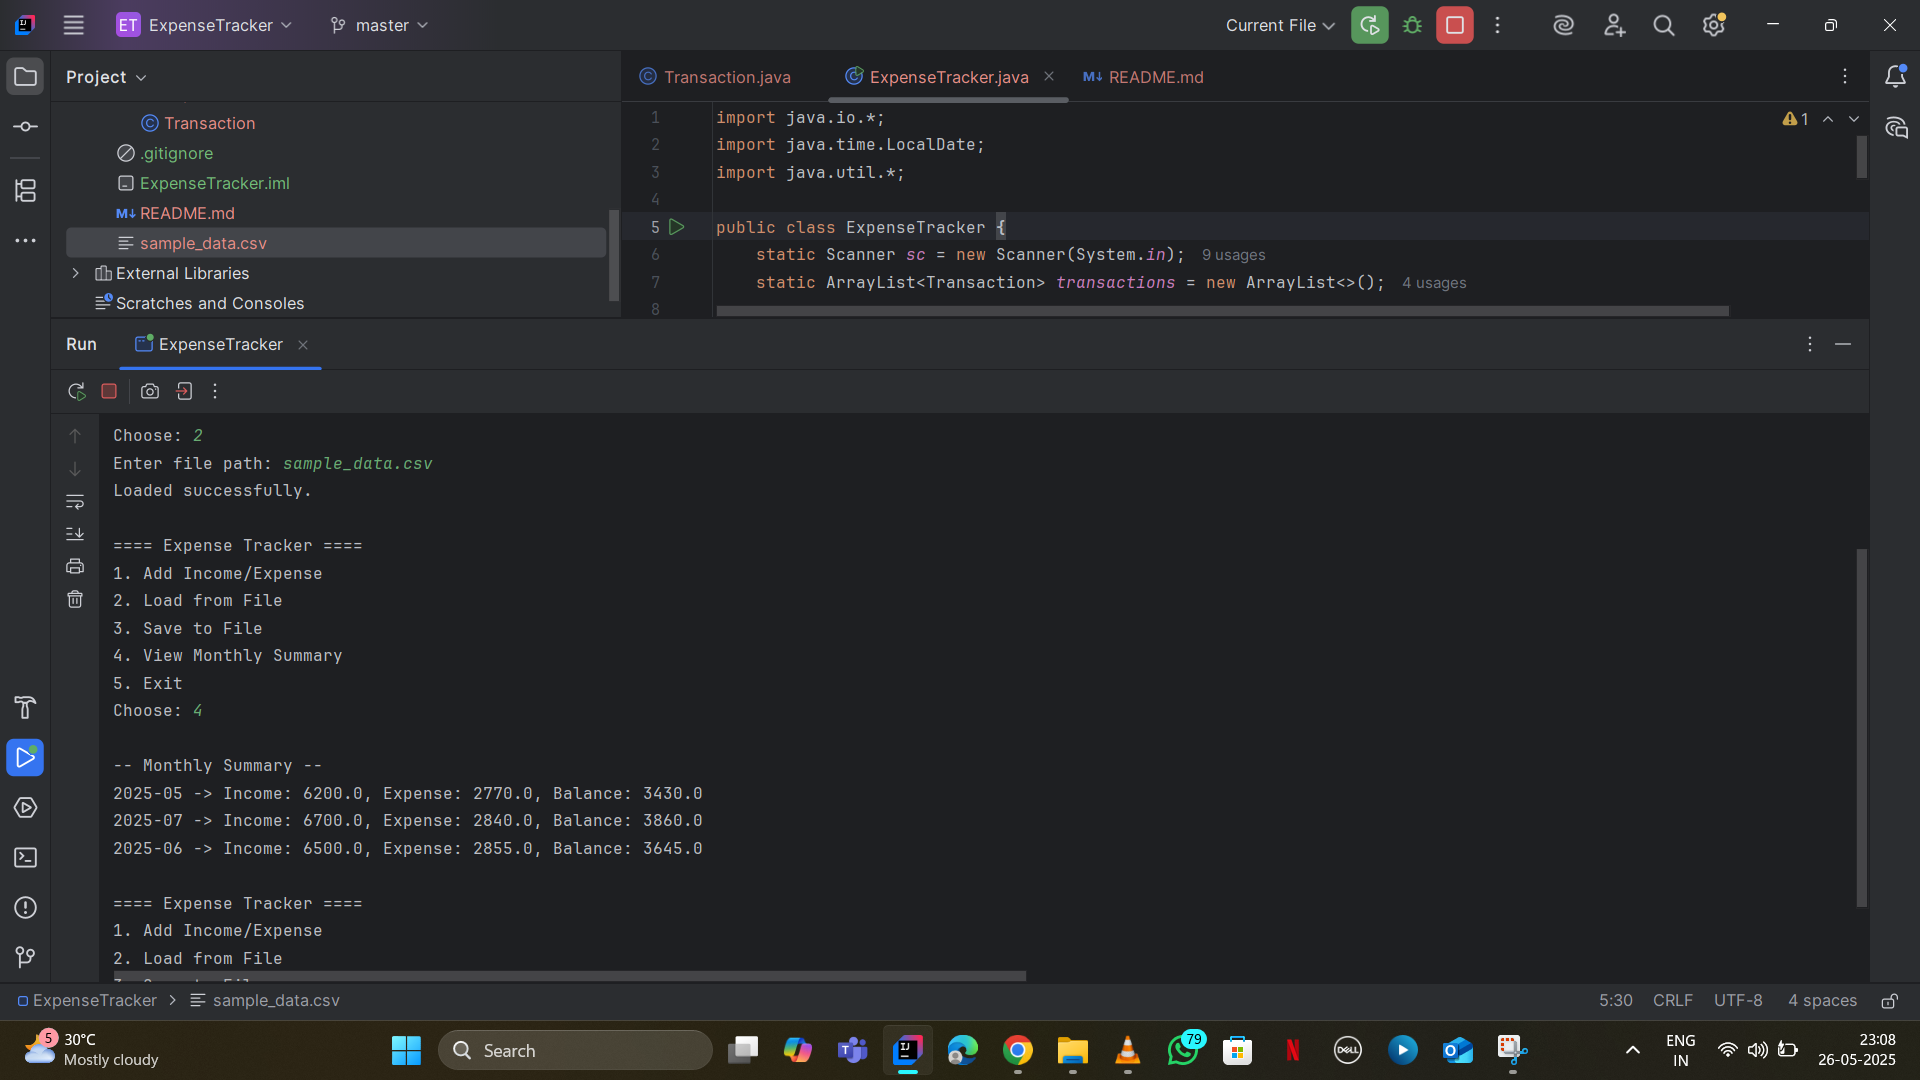 ET ExpenseTracker master Current File
Project
Transaction.java ExpenseTracker.java README.md
Transaction
.gitignore
ExpenseTracker.iml
M↓ README.md
sample_data.csv
External Libraries
Scratches and Consoles
1 import java.io.*;
2 import java.time.LocalDate;
3 import java.util.*;
4
5 public class ExpenseTracker {
6 static Scanner sc = new Scanner(System.in); 9 usages
7 static ArrayList<Transaction> transactions = new ArrayList<>(); 4 usages
8
1
Run ExpenseTracker
Choose: 2
Enter file path: sample_data.csv
Loaded successfully.
==== Expense Tracker ====
1. Add Income/Expense
2. Load from File
3. Save to File
4. View Monthly Summary
5. Exit
Choose: 4
-- Monthly Summary --
2025-05 -> Income: 6200.0, Expense: 2770.0, Balance: 3430.0
2025-07 -> Income: 6700.0, Expense: 2840.0, Balance: 3860.0
2025-06 -> Income: 6500.0, Expense: 2855.0, Balance: 3645.0
==== Expense Tracker ====
1. Add Income/Expense
2. Load from File
ExpenseTracker > sample_data.csv 5:30 CRLF UTF-8 4 spaces
5 30°C
Mostly cloudy
Search
79
DELL
ENG
IN
23:08
26-05-2025